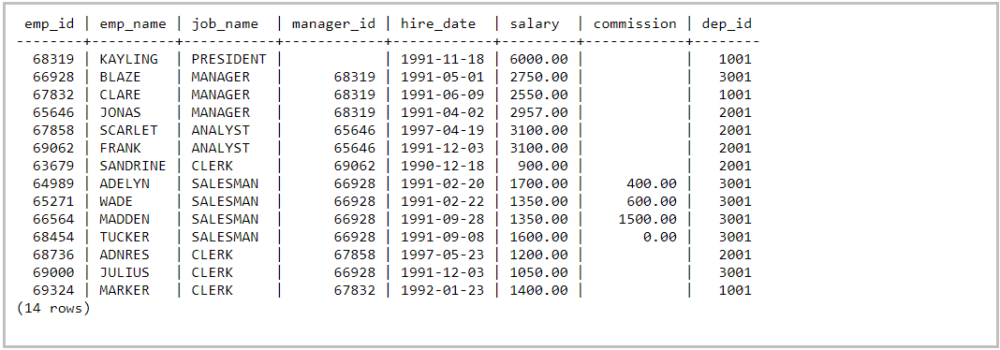 emp_id | emp_name | job_name | manager_id | hire_date | salary | commission | dep_id
--------+----------+-----------+------------+------------+---------+------------+--------
68319 | KAYLING | PRESIDENT | | 1991-11-18 | 6000.00 | | 1001
66928 | BLAZE | MANAGER | 68319 | 1991-05-01 | 2750.00 | | 3001
67832 | CLARE | MANAGER | 68319 | 1991-06-09 | 2550.00 | | 1001
65646 | JONAS | MANAGER | 68319 | 1991-04-02 | 2957.00 | | 2001
67858 | SCARLET | ANALYST | 65646 | 1997-04-19 | 3100.00 | | 2001
69062 | FRANK | ANALYST | 65646 | 1991-12-03 | 3100.00 | | 2001
63679 | SANDRINE | CLERK | 69062 | 1990-12-18 | 900.00 | | 2001
64989 | ADELYN | SALESMAN | 66928 | 1991-02-20 | 1700.00 | 400.00 | 3001
65271 | WADE | SALESMAN | 66928 | 1991-02-22 | 1350.00 | 600.00 | 3001
66564 | MADDEN | SALESMAN | 66928 | 1991-09-28 | 1350.00 | 1500.00 | 3001
68454 | TUCKER | SALESMAN | 66928 | 1991-09-08 | 1600.00 | 0.00 | 3001
68736 | ADNRES | CLERK | 67858 | 1997-05-23 | 1200.00 | | 2001
69000 | JULIUS | CLERK | 66928 | 1991-12-03 | 1050.00 | | 3001
69324 | MARKER | CLERK | 67832 | 1992-01-23 | 1400.00 | | 1001
(14 rows)